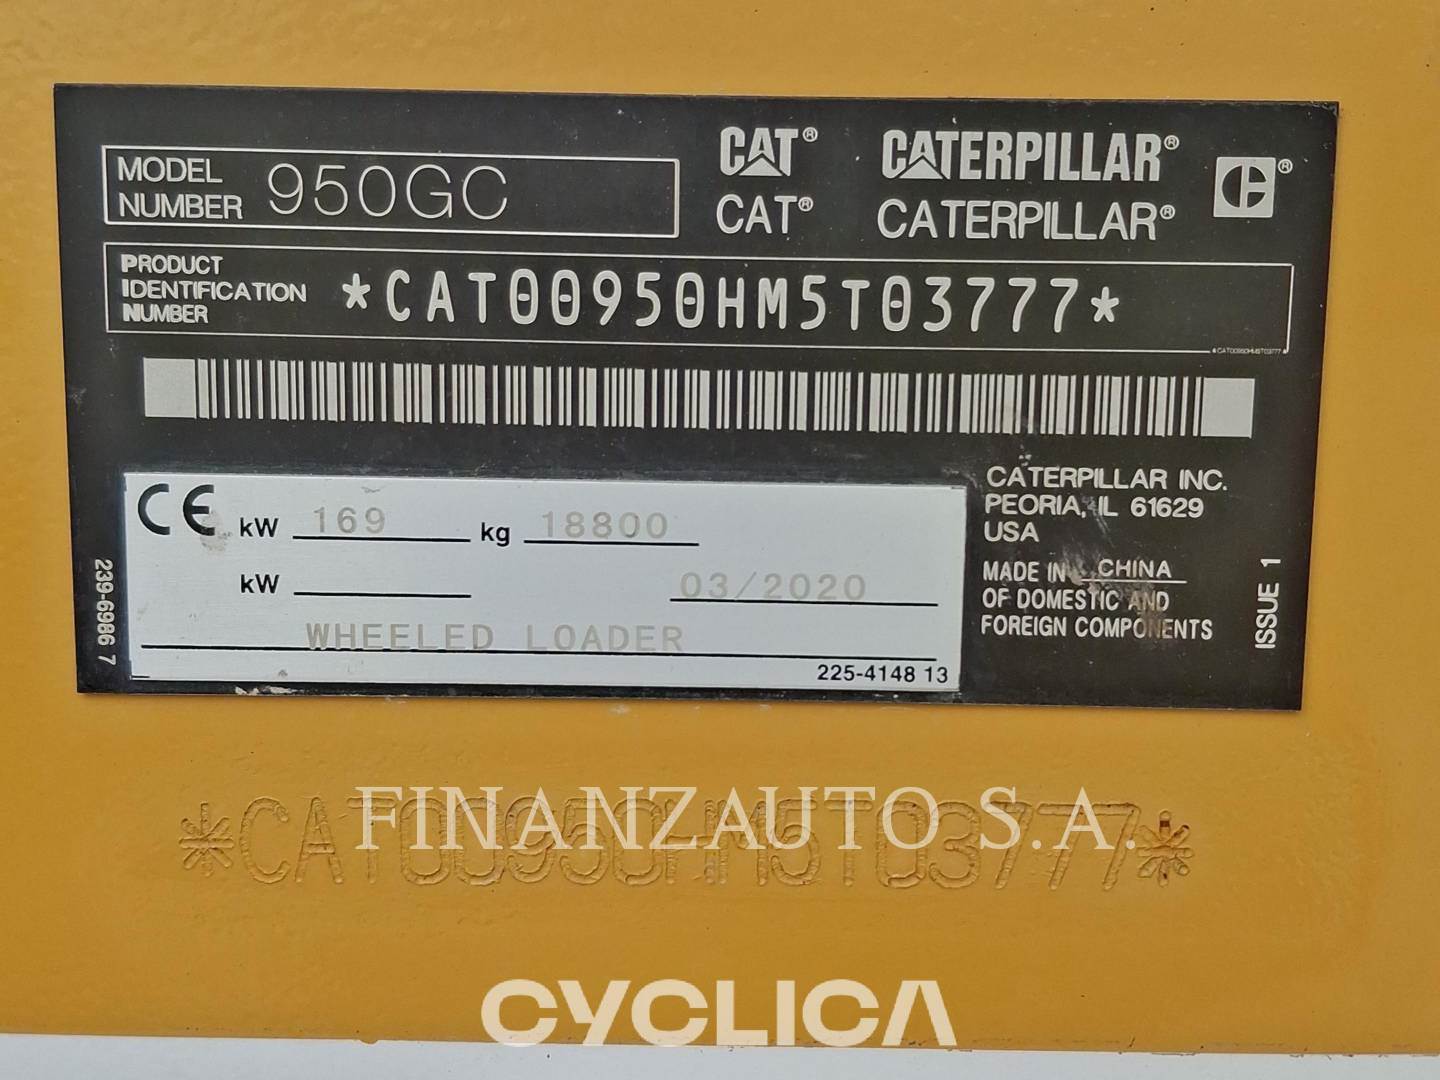 MODEL NUMBER 950GC
CAT® CATERPILLAR®
CAT® CATERPILLAR®
PRODUCT IDENTIFICATION NUMBER *CAT00950HM5T03777*
*CAT00950HM5T03777*
CE kW 169 kg 18800
kW 03/2020
WHEELED LOADER
225-4148 13
239-6986 7
CATERPILLAR INC.
PEORIA, IL 61629
USA
MADE IN CHINA
OF DOMESTIC AND
FOREIGN COMPONENTS
ISSUE 1
FINANZAUTO S.A.
*CAT00950HM5T03777*
CYCLICA